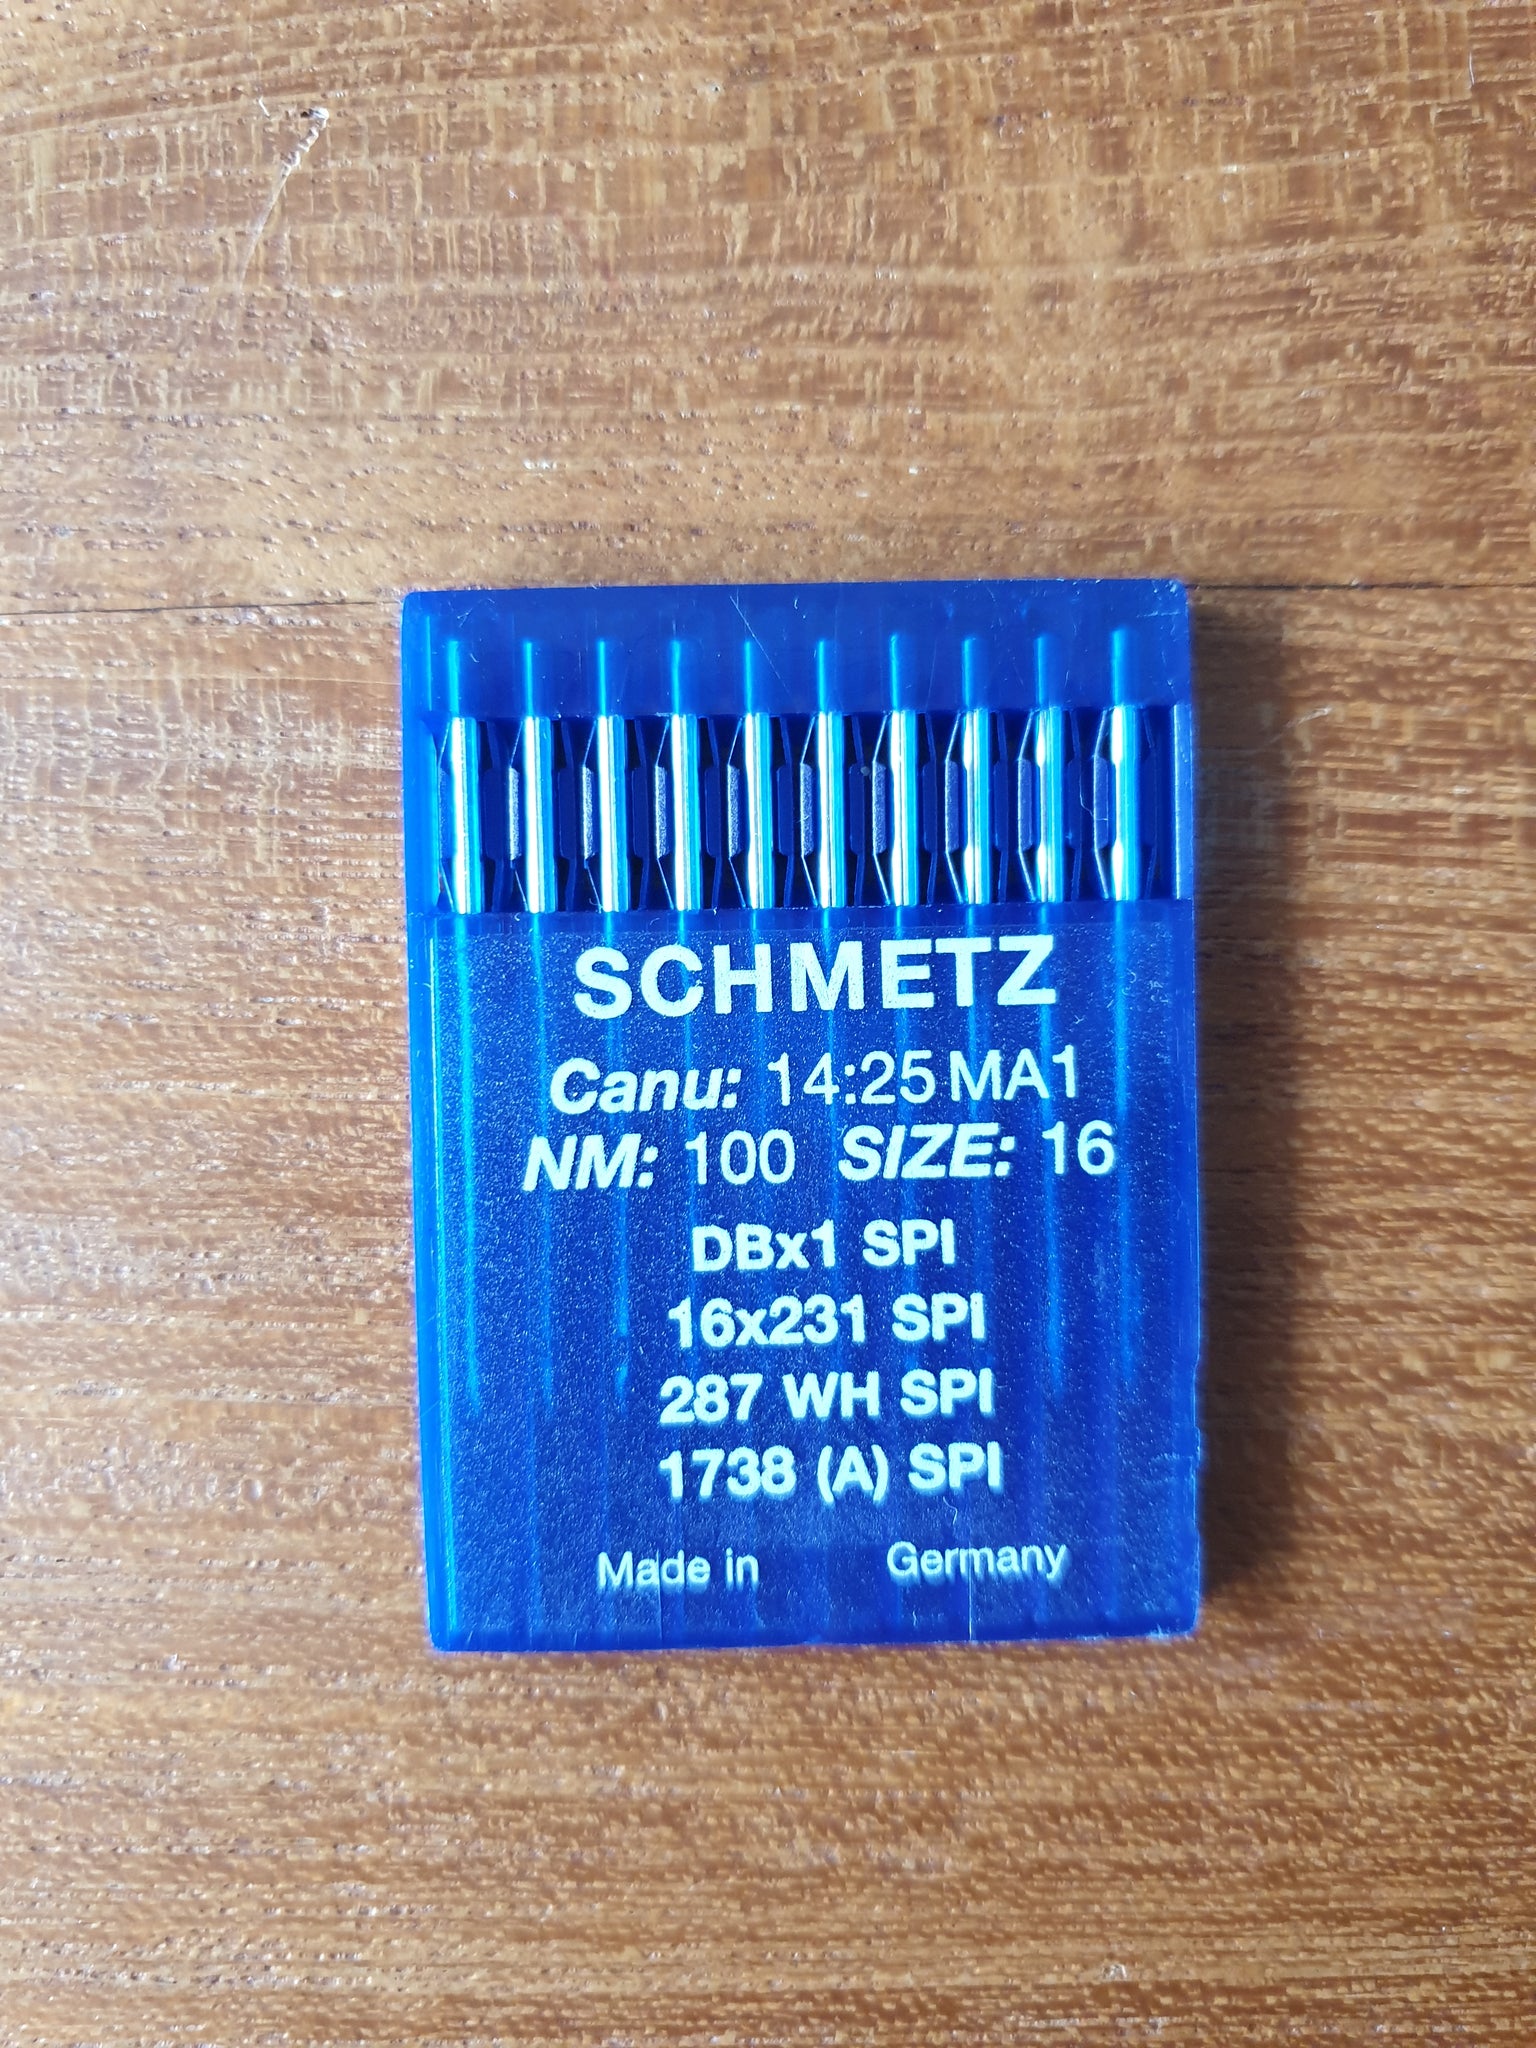 SCHMETZ
Canu: 14:25 MA1
NM: 100 SIZE: 16
DBx1 SPI
16x231 SPI
287 WH SPI
1738 (A) SPI
Made in Germany